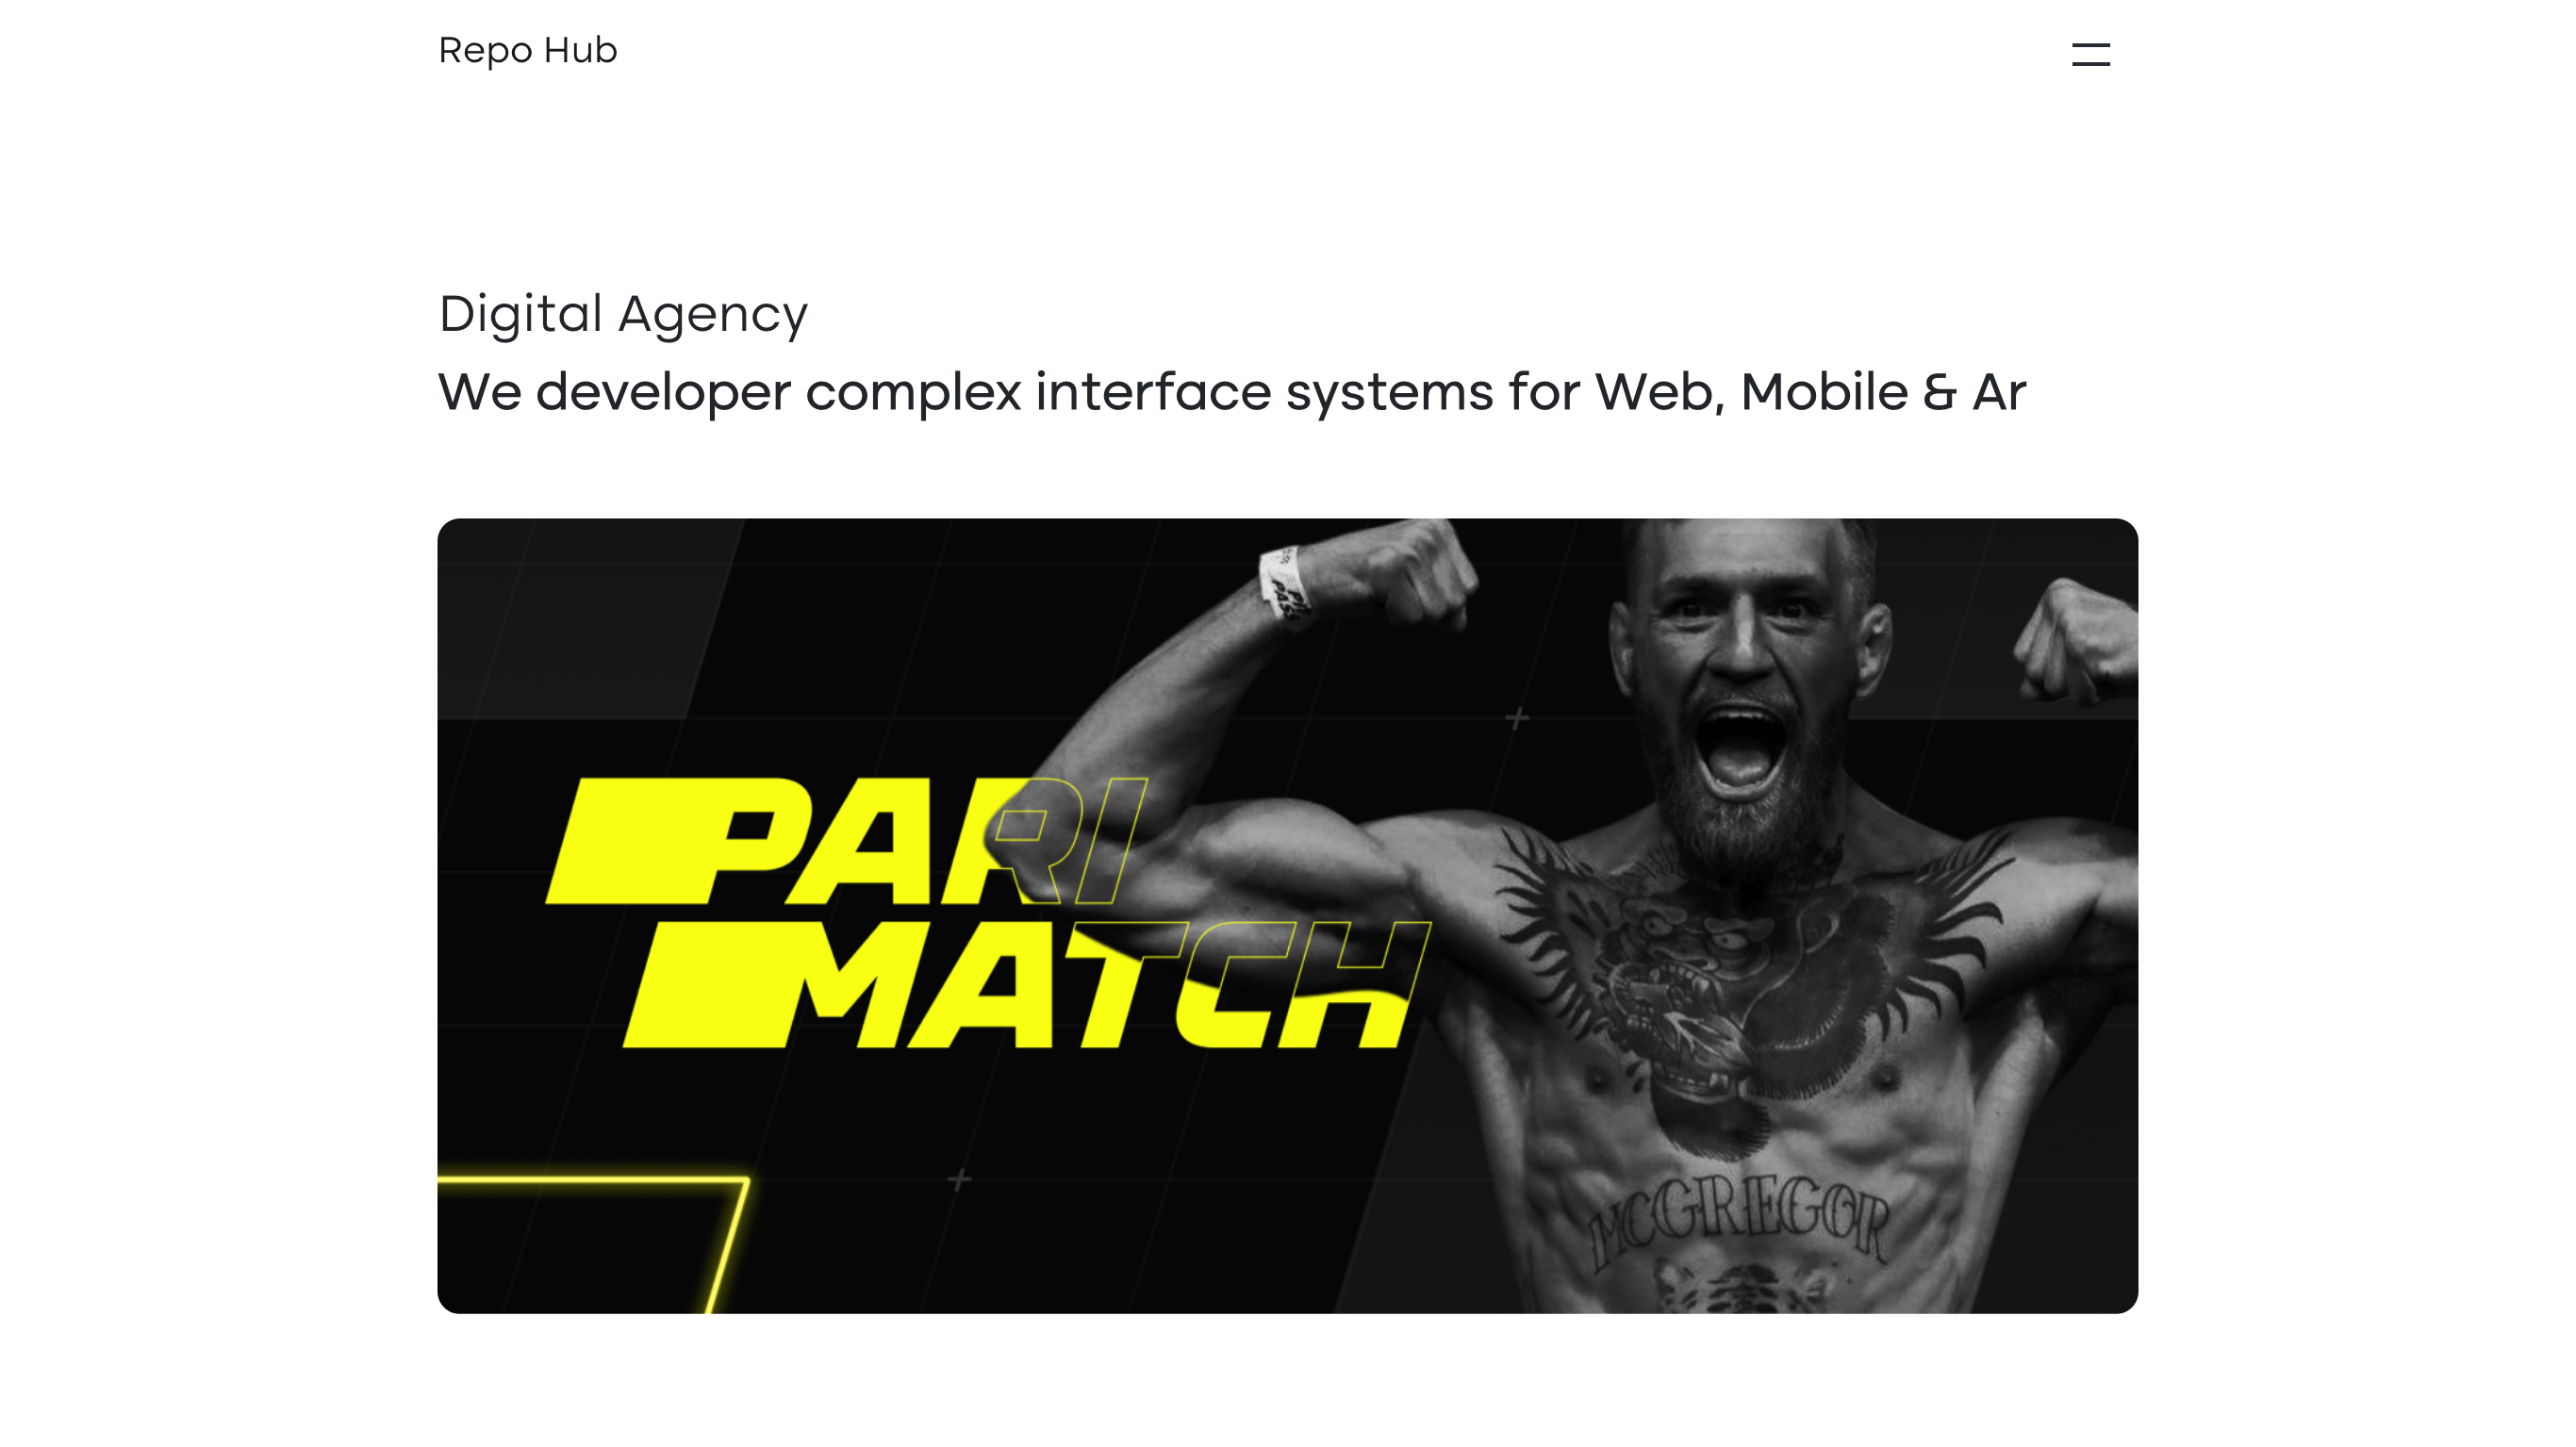 Repo Hub
Digital Agency
We developer complex interface systems for Web, Mobile & Ar
PARI
MATCH
MCGREGOR